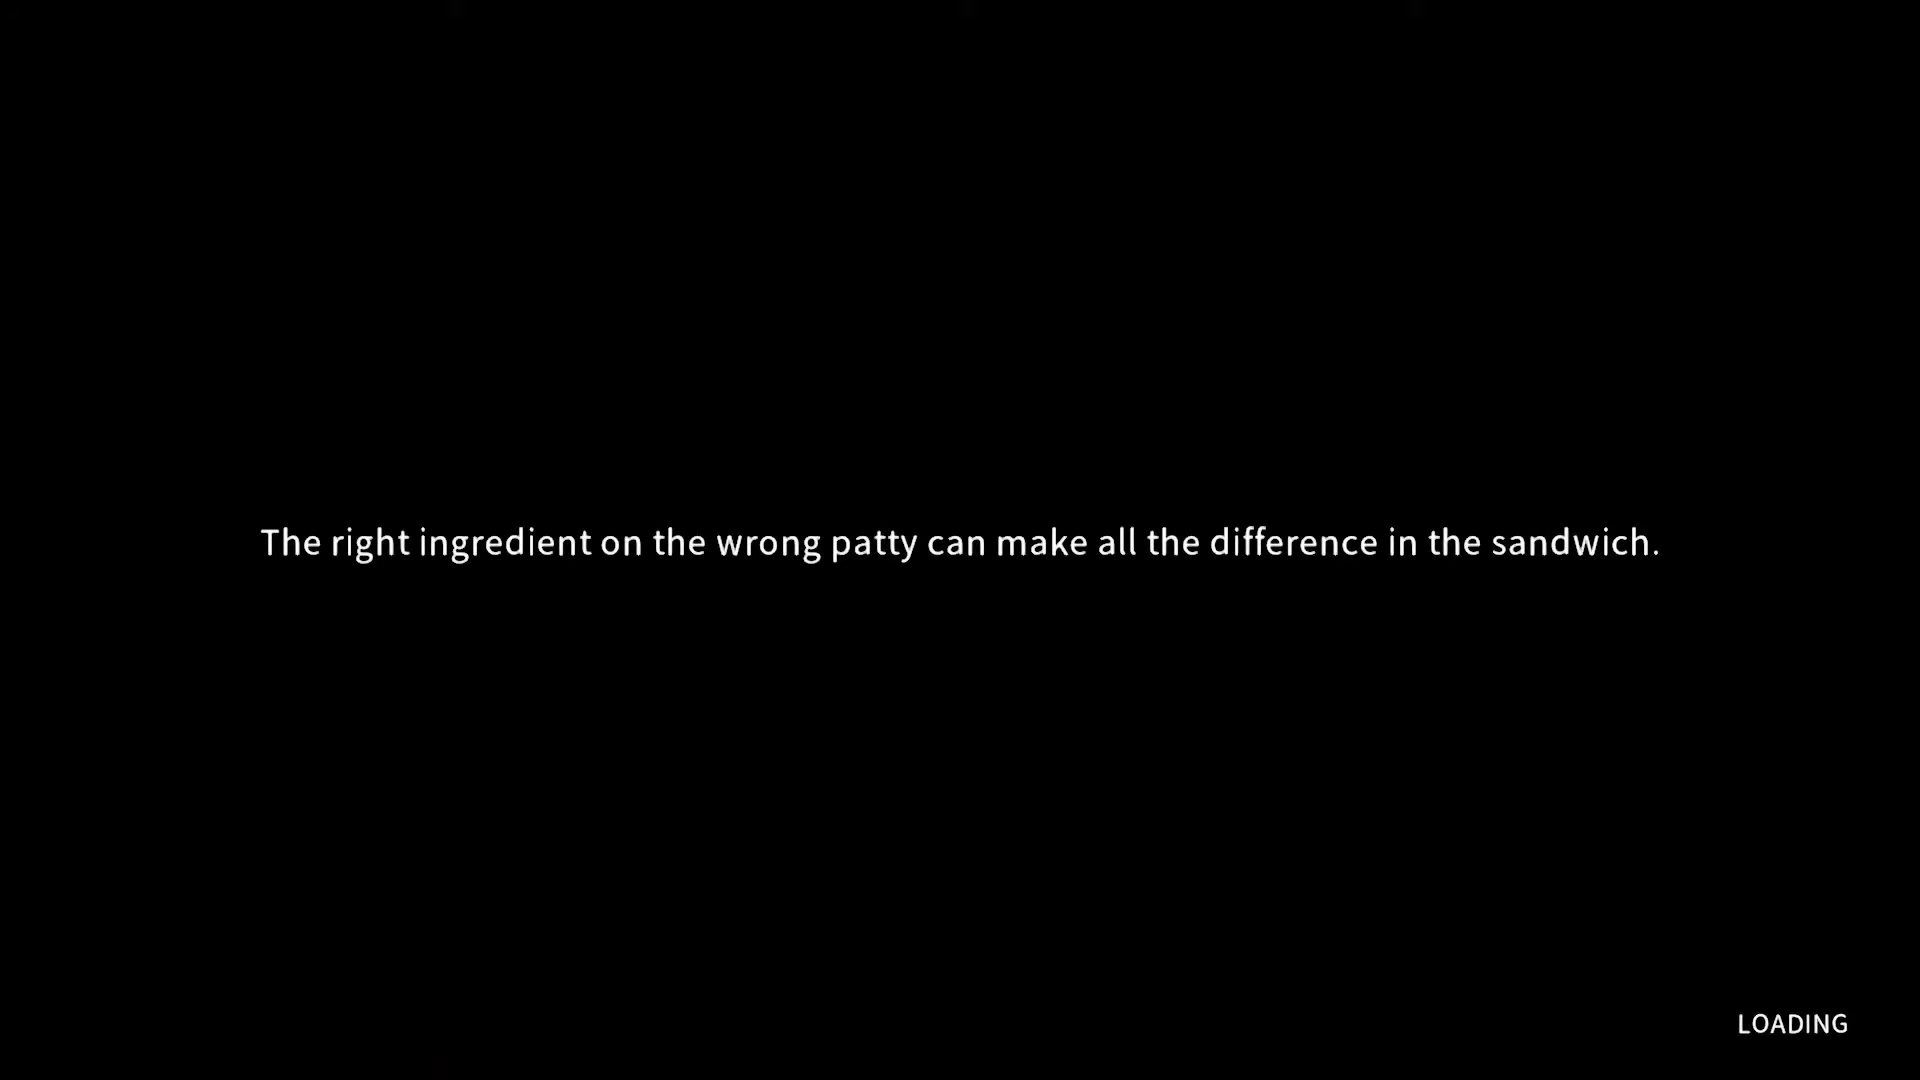 The right ingredient on the wrong patty can make all the difference in the sandwich.
LOADING